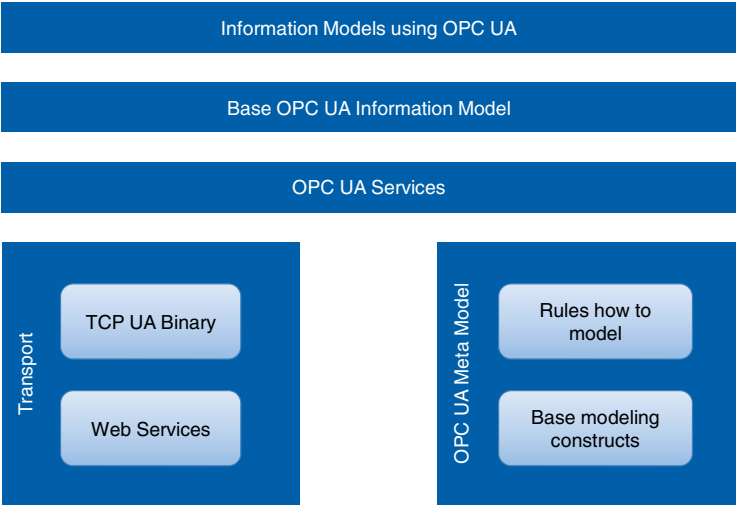 Information Models using OPC UA
Base OPC UA Information Model
OPC UA Services
Transport
TCP UA Binary
Web Services
OPC UA Meta Model
Rules how to
model
Base modeling
constructs